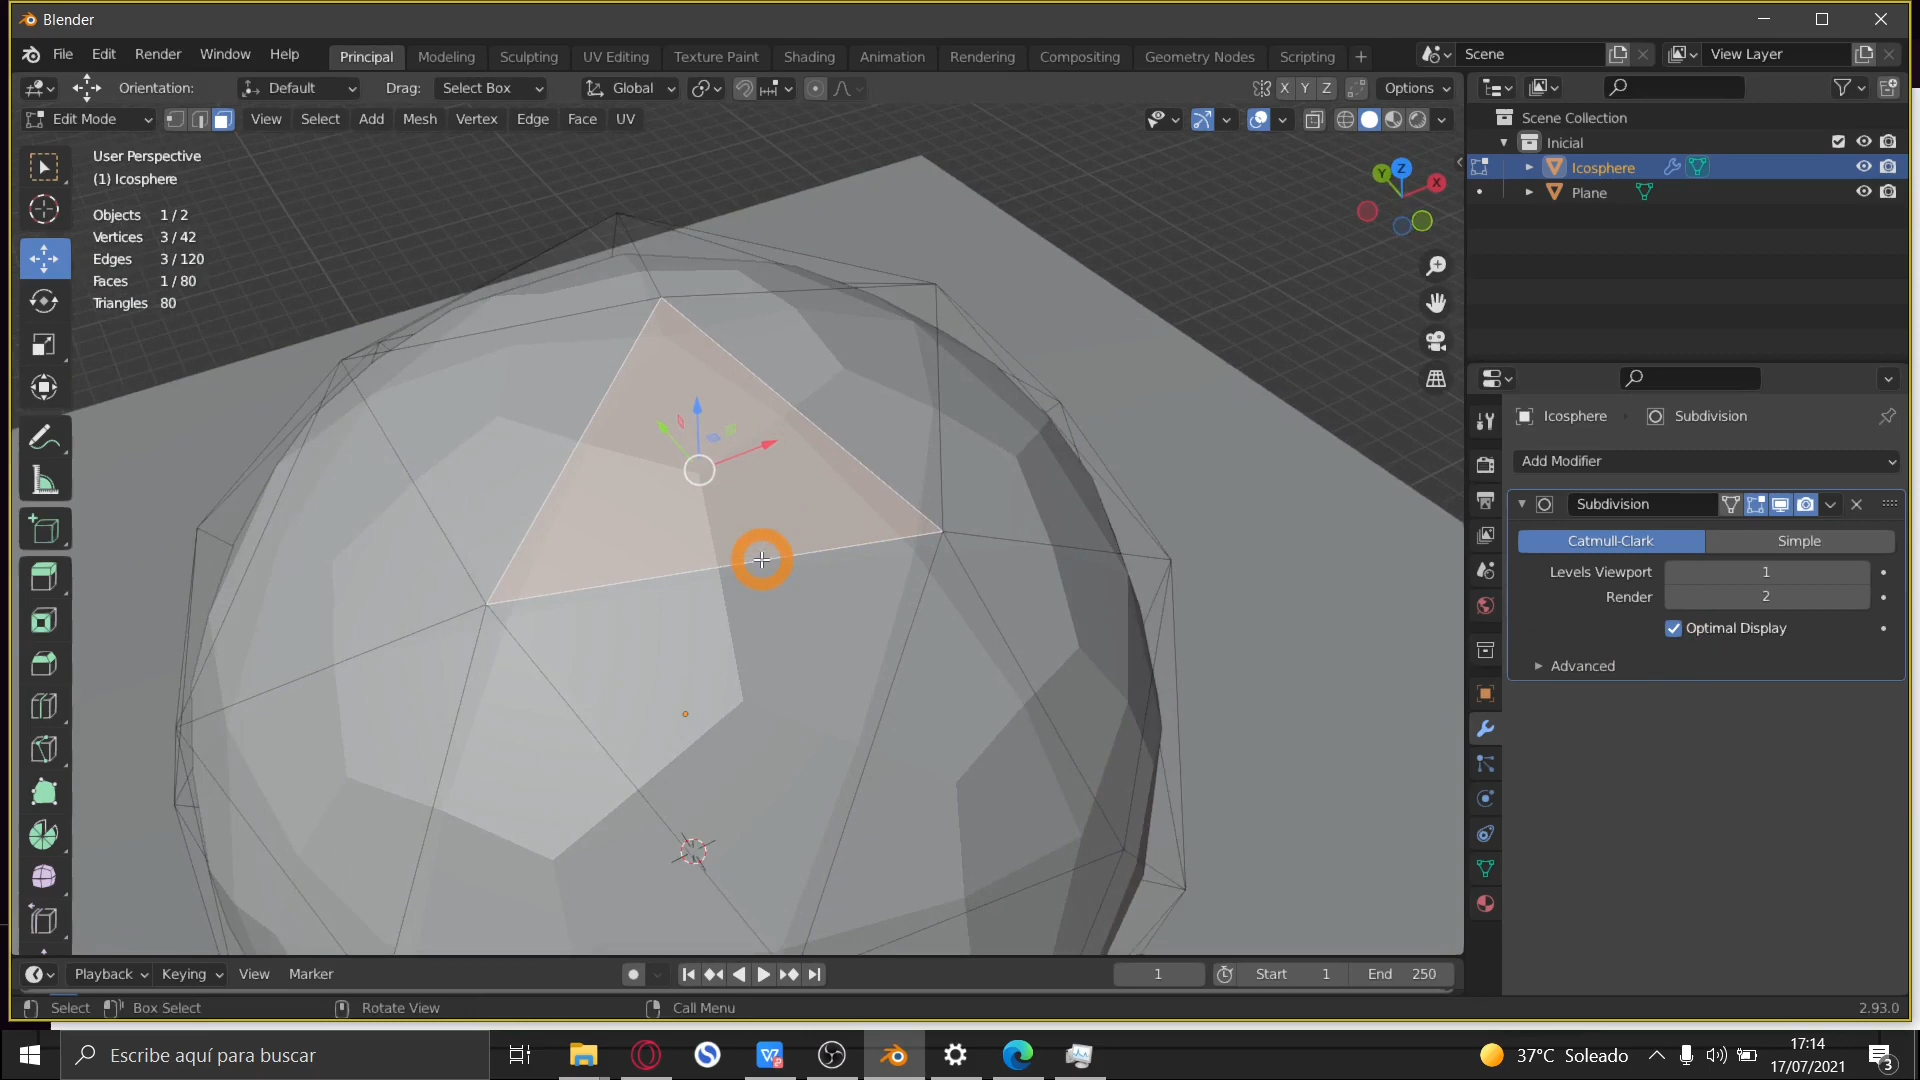 Blender
File Edit Render Window Help
Principal Modeling Sculpting UV Editing Texture Paint Shading Animation Rendering Compositing Geometry Nodes Scripting +
Scene
View Layer
Orientation: Default Drag: Select Box Global X Y Z Options
Edit Mode View Select Add Mesh Vertex Edge Face UV
User Perspective
(1) Icosphere
Objects 1 / 2
Vertices 3 / 42
Edges 3 / 120
Faces 1 / 80
Triangles 80
Z
Y
X
Scene Collection
Inicial
Icosphere
Plane
Icosphere Subdivision
Add Modifier
Subdivision
Catmull-Clark Simple
Levels Viewport 1
Render 2
Optimal Display
Advanced
Playback Keying View Marker 1 Start 1 End 250
Select Box Select Rotate View Call Menu 2.93.0
Escribe aquí para buscar
37°C Soleado
17:14
17/07/2021
3